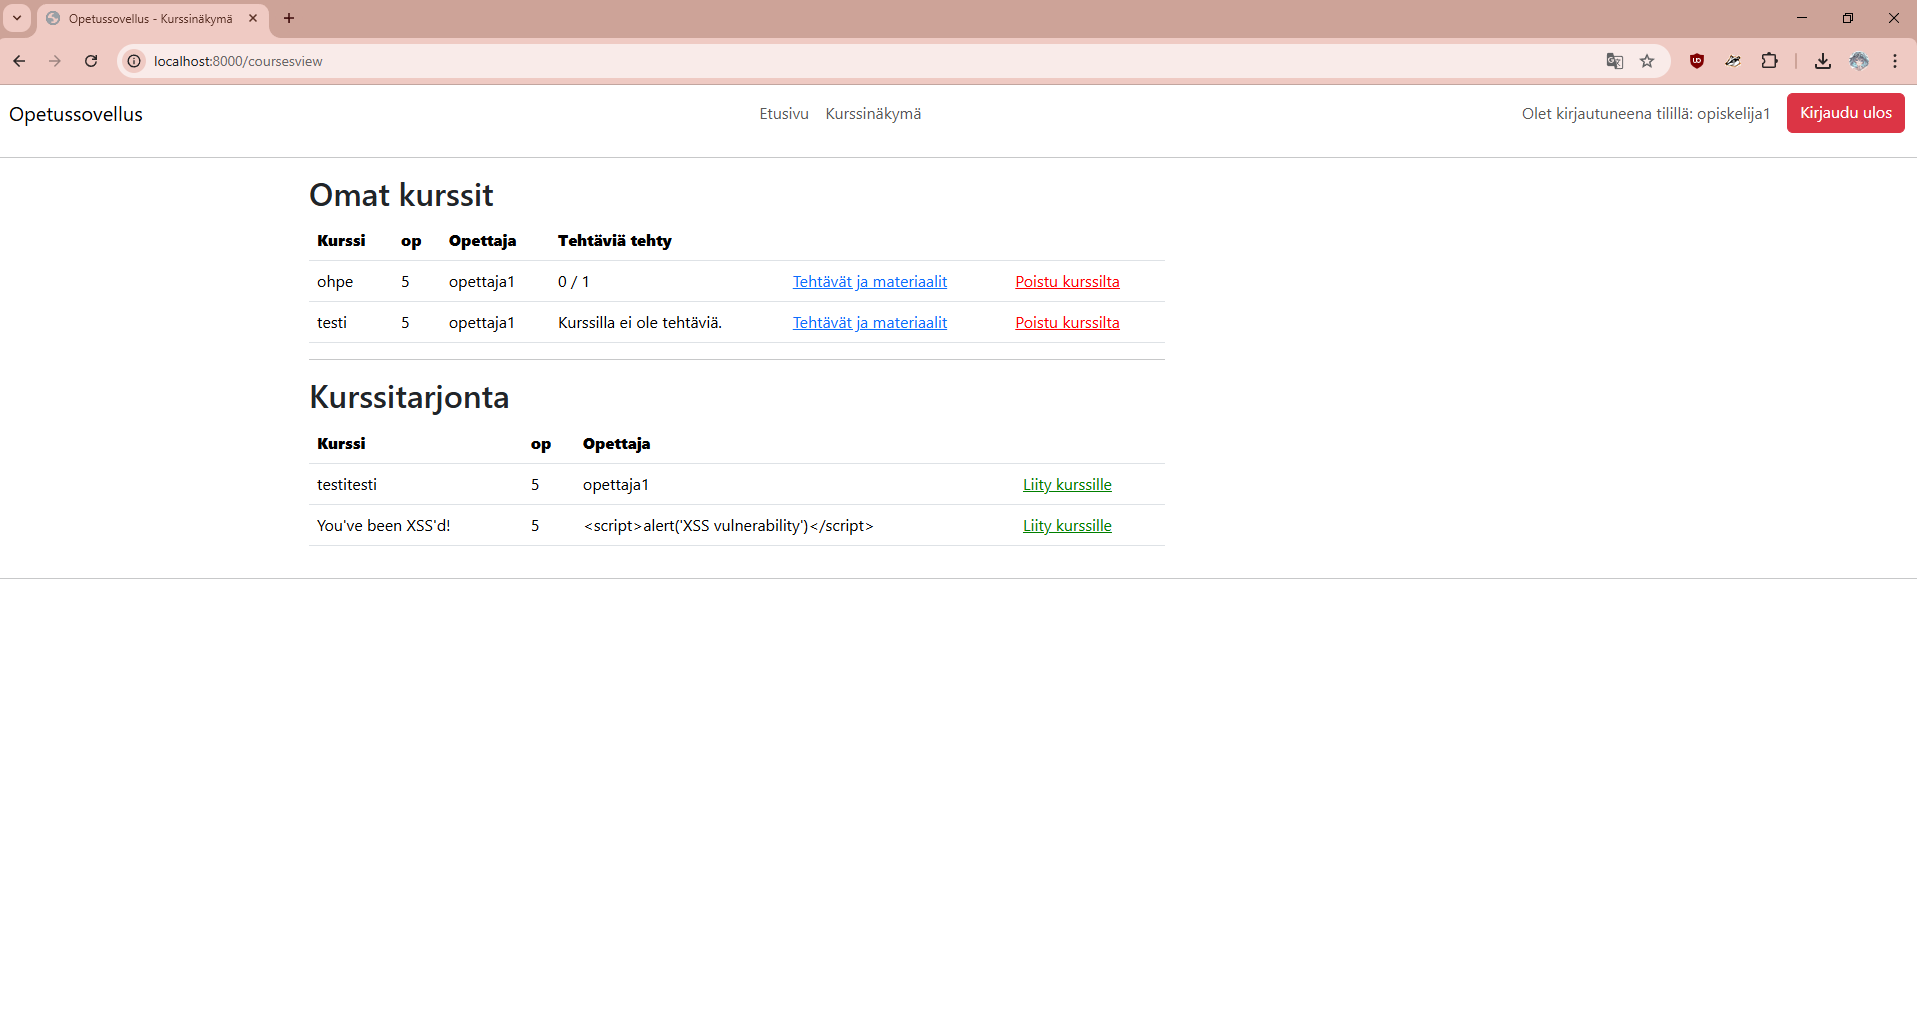 Opetussovellus - Kurssinäkymä
localhost:8000/coursesview
Opetussovellus Etusivu Kurssinäkymä Olet kirjautuneena tilillä: opiskelija1 Kirjaudu ulos
Omat kurssit
Kurssi op Opettaja Tehtäviä tehty
ohpe 5 opettaja1 0 / 1 Tehtävät ja materiaalit Poistu kurssilta
testi 5 opettaja1 Kurssilla ei ole tehtäviä. Tehtävät ja materiaalit Poistu kurssilta
Kurssitarjonta
Kurssi op Opettaja
testitesti 5 opettaja1 Liity kurssille
You've been XSS'd! 5 <script>alert('XSS vulnerability')</script> Liity kurssille